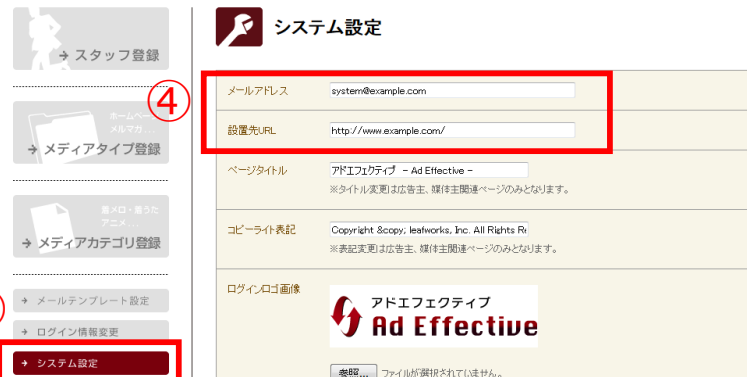 → スタッフ登録
④
ホームペー
メルマガ...
→ メディアタイプ登録
着メロ・着うた
アニメ...
→ メディアカテゴリ登録
→ メールテンプレート設定
→ ログイン情報変更
→ システム設定
システム設定
メールアドレス system@example.com
設置先URL http://www.example.com/
ページタイトル アドエフェクティブ - Ad Effective -
※タイトル変更は広告主、媒体主関連ページのみとなります。
コピーライト表記 Copyright &copy; leafworks, Inc. All Rights Re
※表記変更は広告主、媒体主関連ページのみとなります。
ログインロゴ画像
アドエフェクティブ
Ad Effective
参照... ファイルが選択されていません。